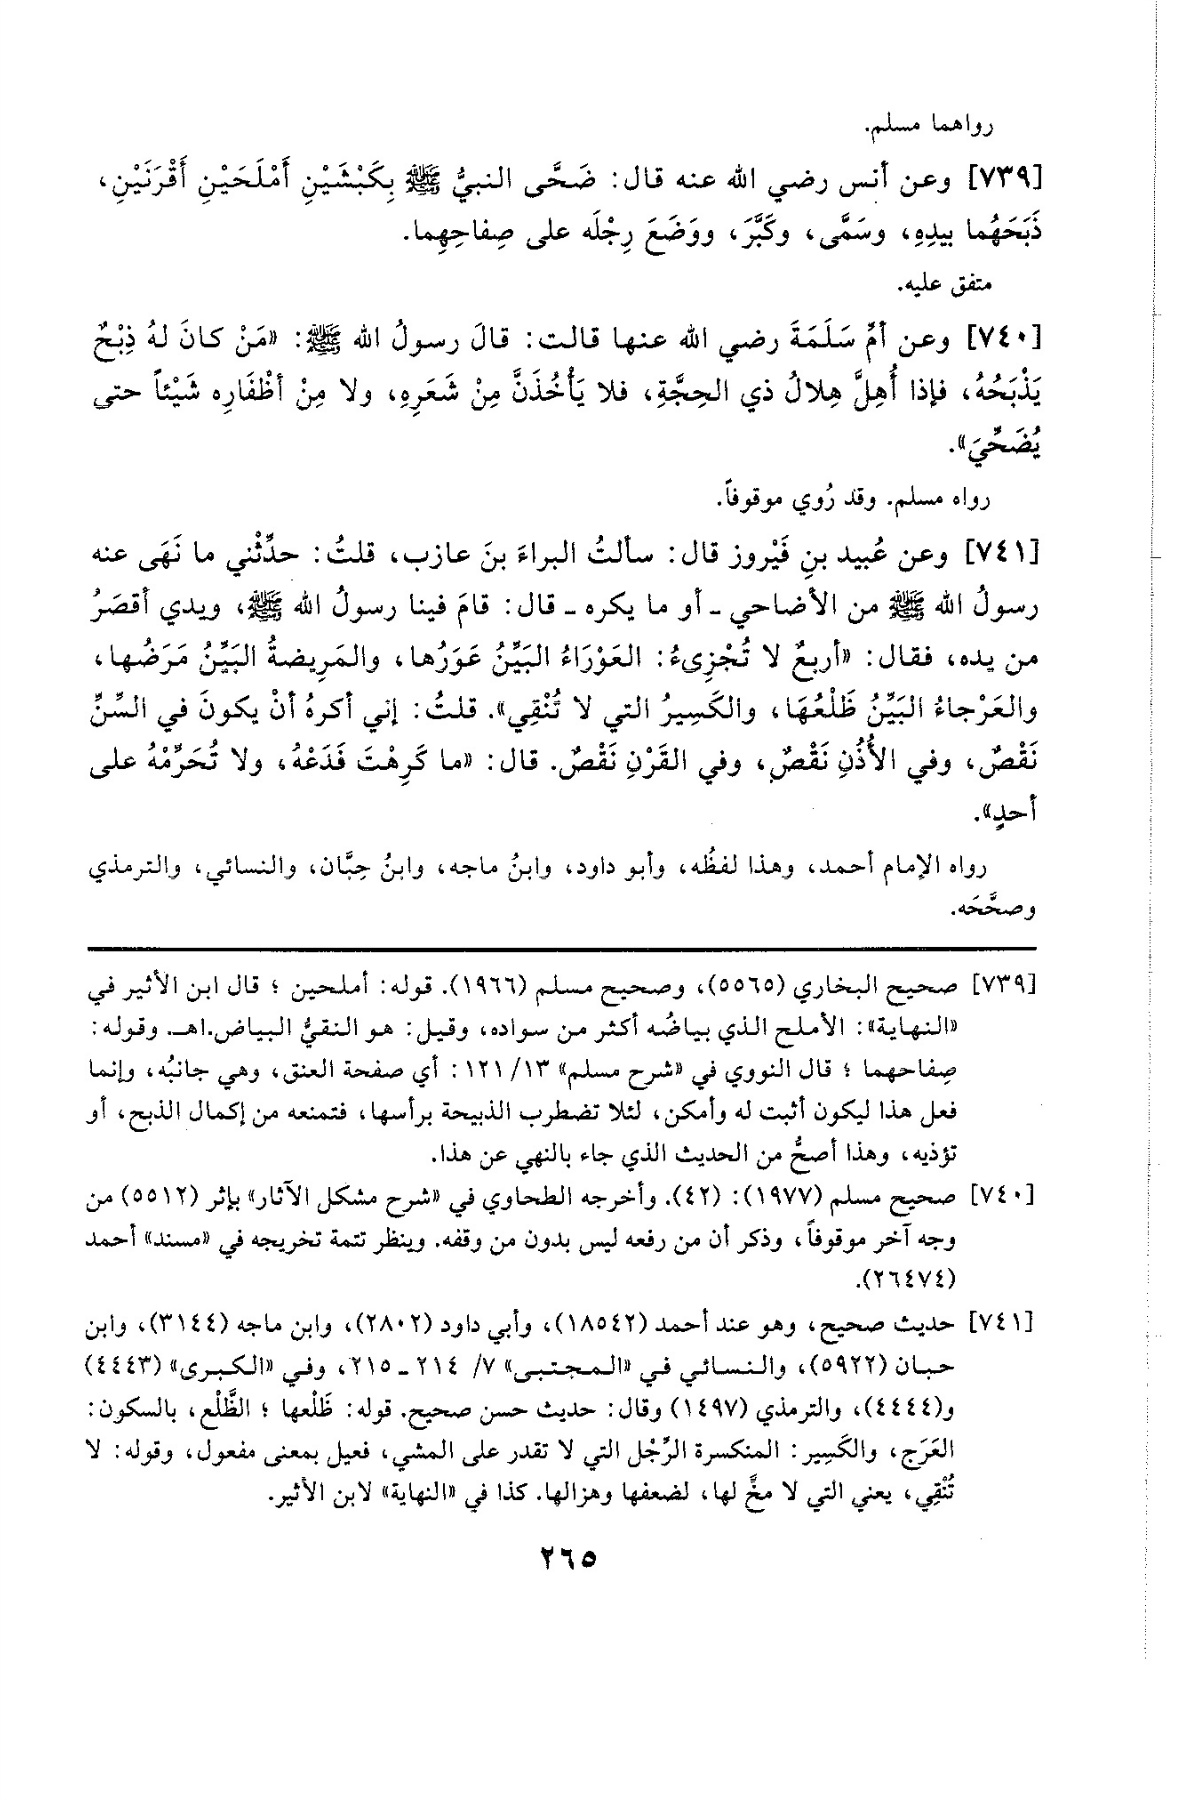 رواهما مسلم.
[٧٣٩] وعن أنس رضي الله عنه قال: ضَحَّى النبيُّ ﷺ بِكَبْشَيْنِ أَمْلَحَيْنِ أَقْرَنَيْنِ،
ذَبَحَهُما بيدِهِ، وسَمَّى، وكَبَّرَ، ووَضَعَ رِجْلَه على صِفاحِهِما.
متفق عليه.
[٧٤٠] وعن أمِّ سَلَمَةَ رضي الله عنها قالت: قالَ رسولُ الله ﷺ: «مَنْ كانَ لهُ ذِبْحٌ
يَذْبَحُهُ، فإذا أُهِلَّ هِلالُ ذي الحِجَّةِ، فلا يَأْخُذَنَّ مِنْ شَعَرِهِ، ولا مِنْ أظْفَارِه شَيْئاً حتى
يُضَحِّيَ».
رواه مسلم. وقد رُوي موقوفاً.
[٧٤١] وعن عُبيد بنِ فَيْروز قال: سألتُ البراءَ بنَ عازب، قلتُ: حدِّثْني ما نَهَى عنه
رسولُ الله ﷺ من الأضاحي ـ أو ما يكره ـ قال: قامَ فينا رسولُ الله ﷺ، ويدي أقصَرُ
من يده، فقال: «أربعٌ لا تُجْزِىءُ: العَوْرَاءُ البَيِّنُ عَوَرُها، والمَرِيضةُ البَيِّنُ مَرَضُها،
والعَرْجاءُ البَيِّنُ ظَلْعُهَا، والكَسِيرُ التي لا تُنْقِي». قلتُ: إني أكرهُ أنْ يكونَ في السِّنِّ
نَقْصٌ، وفي الأُذُنِ نَقْصٌ، وفي القَرْنِ نَقْصٌ. قال: «ما كَرِهْتَ فَدَعْهُ، ولا تُحَرِّمْهُ على
أحدٍ».
رواه الإمام أحمد، وهذا لفظُه، وأبو داود، وابنُ ماجه، وابنُ حِبَّان، والنسائي، والترمذي
وصحَّحَه.
[٧٣٩] صحيح البخاري (٥٥٦٥)، وصحيح مسلم (١٩٦٦). قوله: أملحين ؛ قال ابن الأثير في
«النهاية»: الأملح الذي بياضُه أكثر من سواده، وقيل: هو النقيُّ البياض.اهـ. وقوله:
صِفاحهما ؛ قال النووي في «شرح مسلم» ١٣/ ١٢١: أي صفحة العنق، وهي جانبُه، وإنما
فعل هذا ليكون أثبت له وأمكن، لئلا تضطرب الذبيحة برأسها، فتمنعه من إكمال الذبح، أو
تؤذيه، وهذا أصحُّ من الحديث الذي جاء بالنهي عن هذا.
[٧٤٠] صحيح مسلم (١٩٧٧): (٤٢). وأخرجه الطحاوي في «شرح مشكل الآثار» بإثر (٥٥١٢) من
وجه آخر موقوفاً، وذكر أن من رفعه ليس بدون من وقفه. وينظر تتمة تخريجه في «مسند» أحمد
(٢٦٤٧٤).
[٧٤١] حديث صحيح، وهو عند أحمد (١٨٥٤٢)، وأبي داود (٢٨٠٢)، وابن ماجه (٣١٤٤)، وابن
حبان (٥٩٢٢)، والنسائي في «المجتبى» ٧/ ٢١٤ ـ ٢١٥، وفي «الكبرى» (٤٤٤٣)
و(٤٤٤٤)، والترمذي (١٤٩٧) وقال: حديث حسن صحيح. قوله: ظَلْعها ؛ الظَّلْع، بالسكون:
العَرَج، والكَسِير: المنكسرة الرِّجْل التي لا تقدر على المشي، فعيل بمعنى مفعول، وقوله: لا
تُنْقِي، يعني التي لا مخَّ لها، لضعفها وهزالها. كذا في «النهاية» لابن الأثير.
٢٦٥